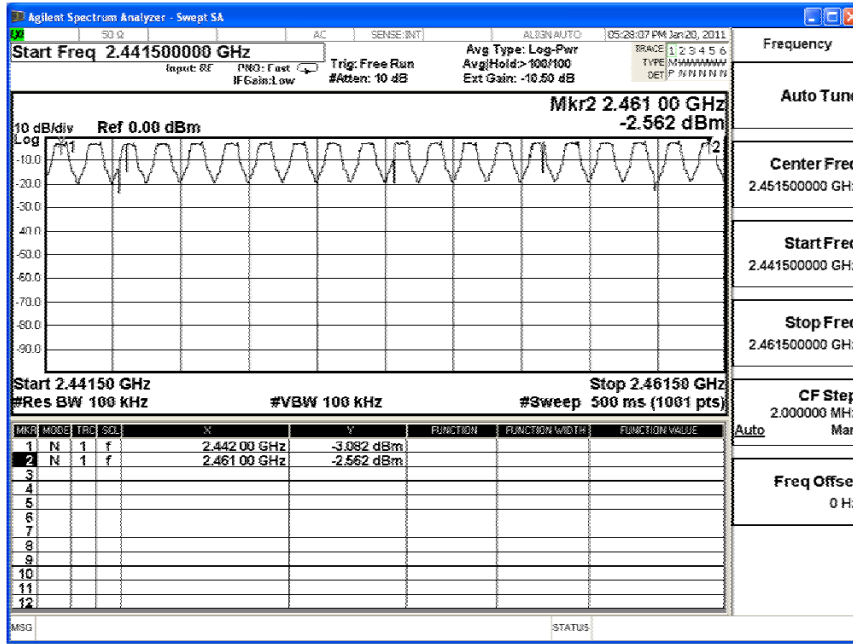 Agilent Spectrum Analyzer - Swept SA
50 Ω AC SENSE:INT ALIGNAUTO 05:28:07 PM Jan 20, 2011
Start Freq 2.441500000 GHz
Input: RF PNO: Fast
IFGain:Low
Trig: Free Run
#Atten: 10 dB
Avg Type: Log-Pwr
Avg|Hold:>100/100
Ext Gain: -10.50 dB
TRACE 1 2 3 4 5 6
TYPE
DET P N N N N N
Mkr2 2.461 00 GHz
-2.562 dBm
10 dB/div Ref 0.00 dBm
Log
1
2
-10.0
-20.0
-30.0
-40.0
-50.0
-60.0
-70.0
-80.0
-90.0
Start 2.44150 GHz Stop 2.46150 GHz
#Res BW 100 kHz #VBW 100 kHz #Sweep 500 ms (1001 pts)
MKR MODE TRC SCL X Y FUNCTION FUNCTION WIDTH FUNCTION VALUE
1 N 1 f 2.442 00 GHz -3.082 dBm
2 N 1 f 2.461 00 GHz -2.562 dBm
3
4
5
6
7
8
9
10
11
12
MSG STATUS
Frequency
Auto Tune
Center Freq
2.451500000 GHz
Start Freq
2.441500000 GHz
Stop Freq
2.461500000 GHz
CF Step
2.000000 MHz
Auto Man
Freq Offset
0 Hz